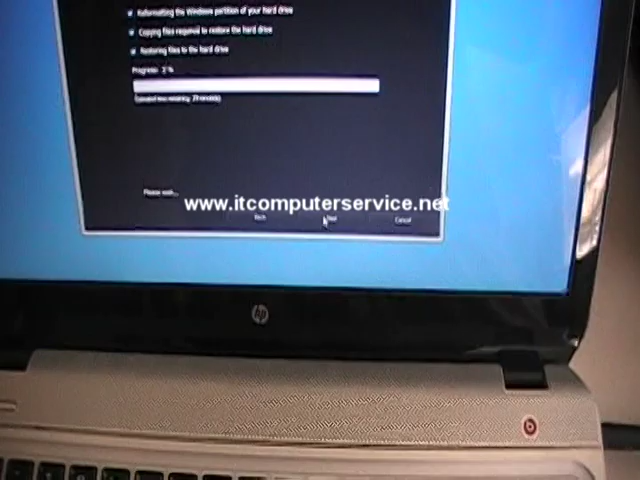 Reformatting the Windows partition of your hard drive
Copying files required to restore the hard drive
Restoring files to the hard drive
Progress:
Please wait...
www.itcomputerservice.net
Back
Next
Cancel
hp